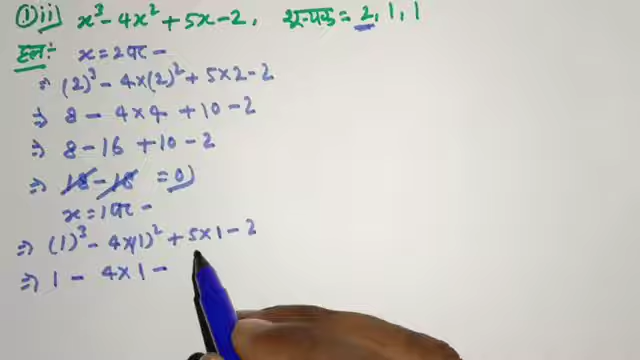 ① ii) x³ - 4x² + 5x - 2, शून्यक = 2, 1, 1
हल:- x = 2 पर -
⇒ (2)³ - 4×(2)² + 5×2 - 2
⇒ 8 - 4×4 + 10 - 2
⇒ 8 - 16 + 10 - 2
⇒ 18 - 18 = 0
x = 1 पर -
⇒ (1)³ - 4×(1)² + 5×1 - 2
⇒ 1 - 4×1 -